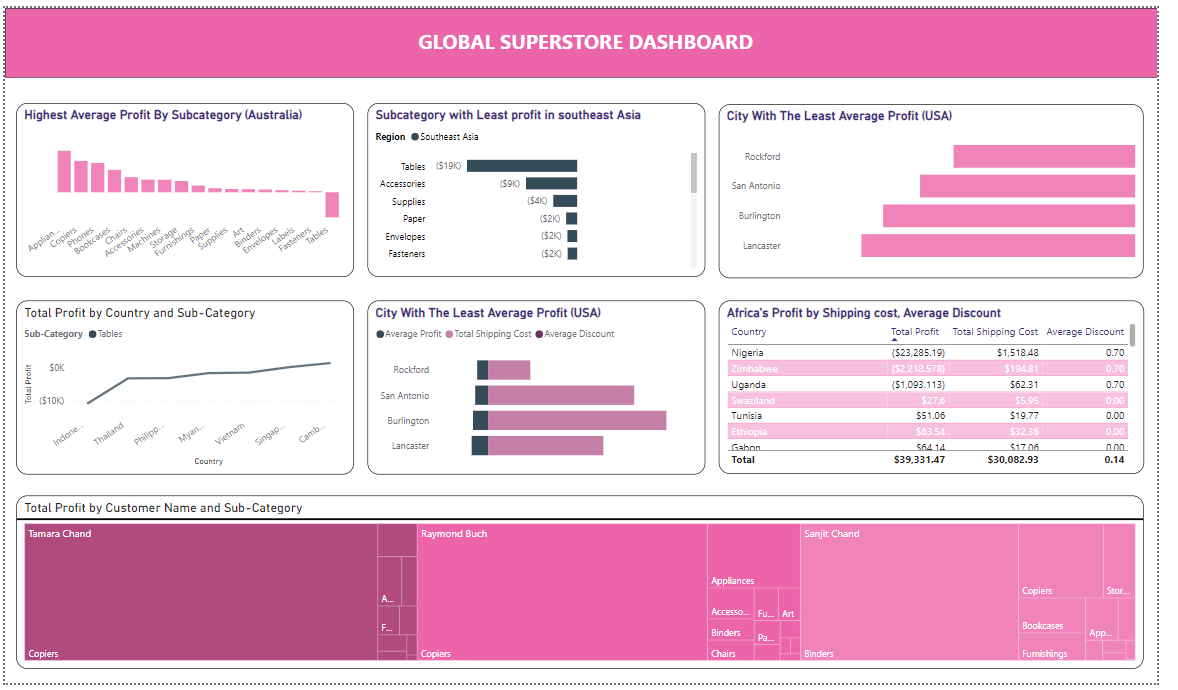 GLOBAL SUPERSTORE DASHBOARD
Highest Average Profit By Subcategory (Australia)
Applian...
Copiers
Phones
Bookcases
Chairs
Accessories
Machines
Storage
Furnishings
Paper
Supplies
Art
Binders
Envelopes
Labels
Fasteners
Tables
Subcategory with Least profit in southeast Asia
Region Southeast Asia
Tables ($19K)
Accessories ($9K)
Supplies ($4K)
Paper ($2K)
Envelopes ($2K)
Fasteners ($2K)
City With The Least Average Profit (USA)
Rockford
San Antonio
Burlington
Lancaster
Total Profit by Country and Sub-Category
Sub-Category Tables
Total Profit
$0K
($10K)
Indone...
Thailand
Philipp...
Myan...
Vietnam
Singap...
Camb...
Country
City With The Least Average Profit (USA)
Average Profit Total Shipping Cost Average Discount
Rockford
San Antonio
Burlington
Lancaster
Africa's Profit by Shipping cost, Average Discount
Country Total Profit Total Shipping Cost Average Discount
Nigeria ($23,285.19) $1,518.48 0.70
Zimbabwe ($2,218.578) $194.81 0.70
Uganda ($1,093.113) $62.31 0.70
Swaziland $27.6 $5.95 0.00
Tunisia $51.06 $19.77 0.00
Ethiopia $63.54 $32.36 0.00
Gabon $64.14 $17.06 0.00
Total $39,331.47 $30,082.93 0.14
Total Profit by Customer Name and Sub-Category
Tamara Chand
A...
F...
Copiers
Raymond Buch
Copiers
Appliances
Accesso...
Fu...
Art
Binders
Pa...
Chairs
Sanjit Chand
Binders
Copiers
Stor...
Bookcases
App...
Furnishings